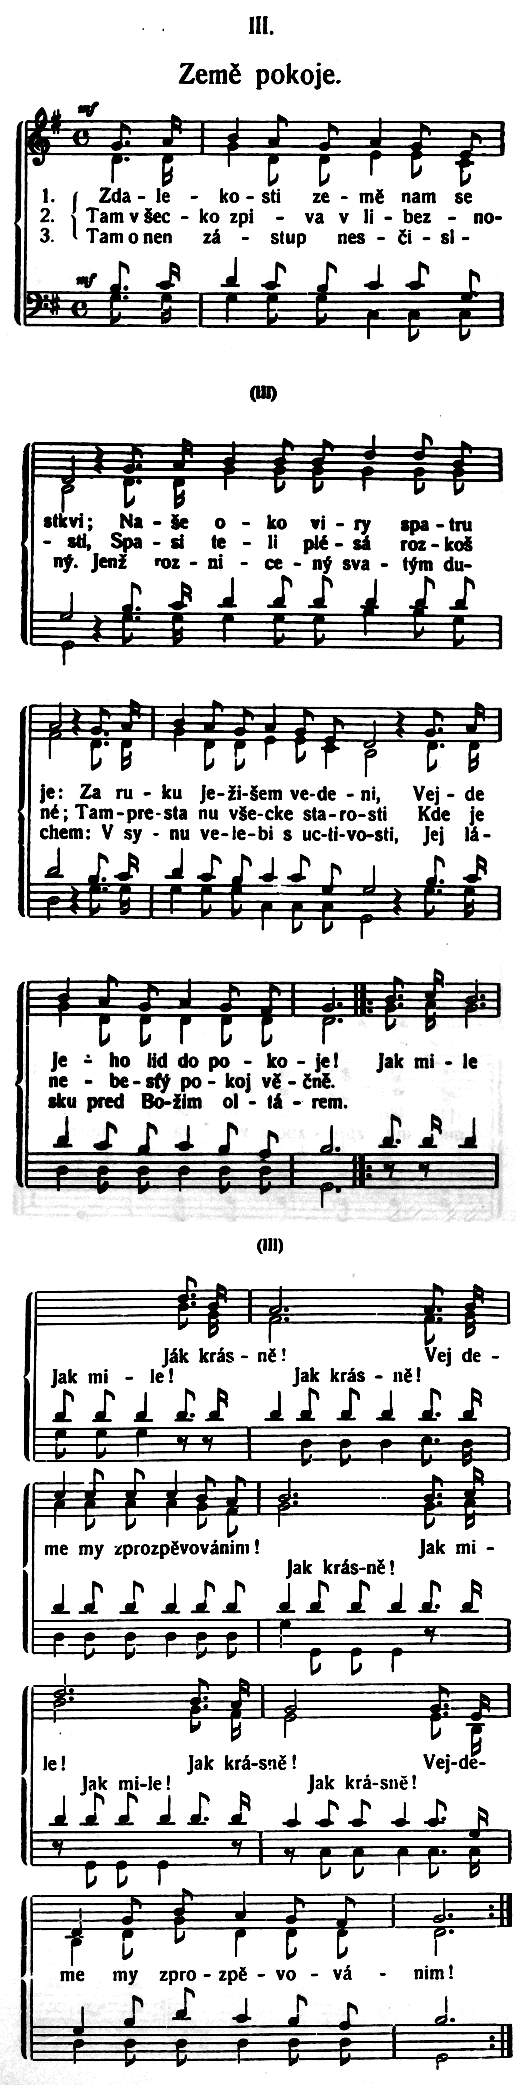 III.
Země pokoje.
mf
1. Zda - le - ko - sti ze - mě nam se
2. Tam v šec - ko zpi - va v li - bez - no-
3. Tam o nen zá - stup nes - či - sl-
mf
(III)
stkvi; Na - še o - ko vi - ry spa - tru
- sti, Spa - si te - li plé - sá roz - koš
ný. Jenž roz - ni - ce - ný sva - tým du-
je: Za ru - ku Je-ži-šem ve-de - ni, Vej - de
né; Tam-pre-sta nu vše-cke sta-ro-sti Kde je
chem: V sy - nu ve-le-bi s uc-ti-vo-sti, Jej lá-
Je - ho lid do po - ko - je! Jak mi - le
ne - be-stý po-koj vě-čně.
sku pred Bo-žim ol-tá-rem.
(III)
Ják krás-ně! Vej de-
Jak mi - le! Jak krás - ně!
me my zprozpěvováním! Jak mi -
Jak krás-ně!
le! Jak krá-sně! Vej-de-
Jak mi-le! Jak krá-sně!
me my zpro-zpě-vo-vá - nim!